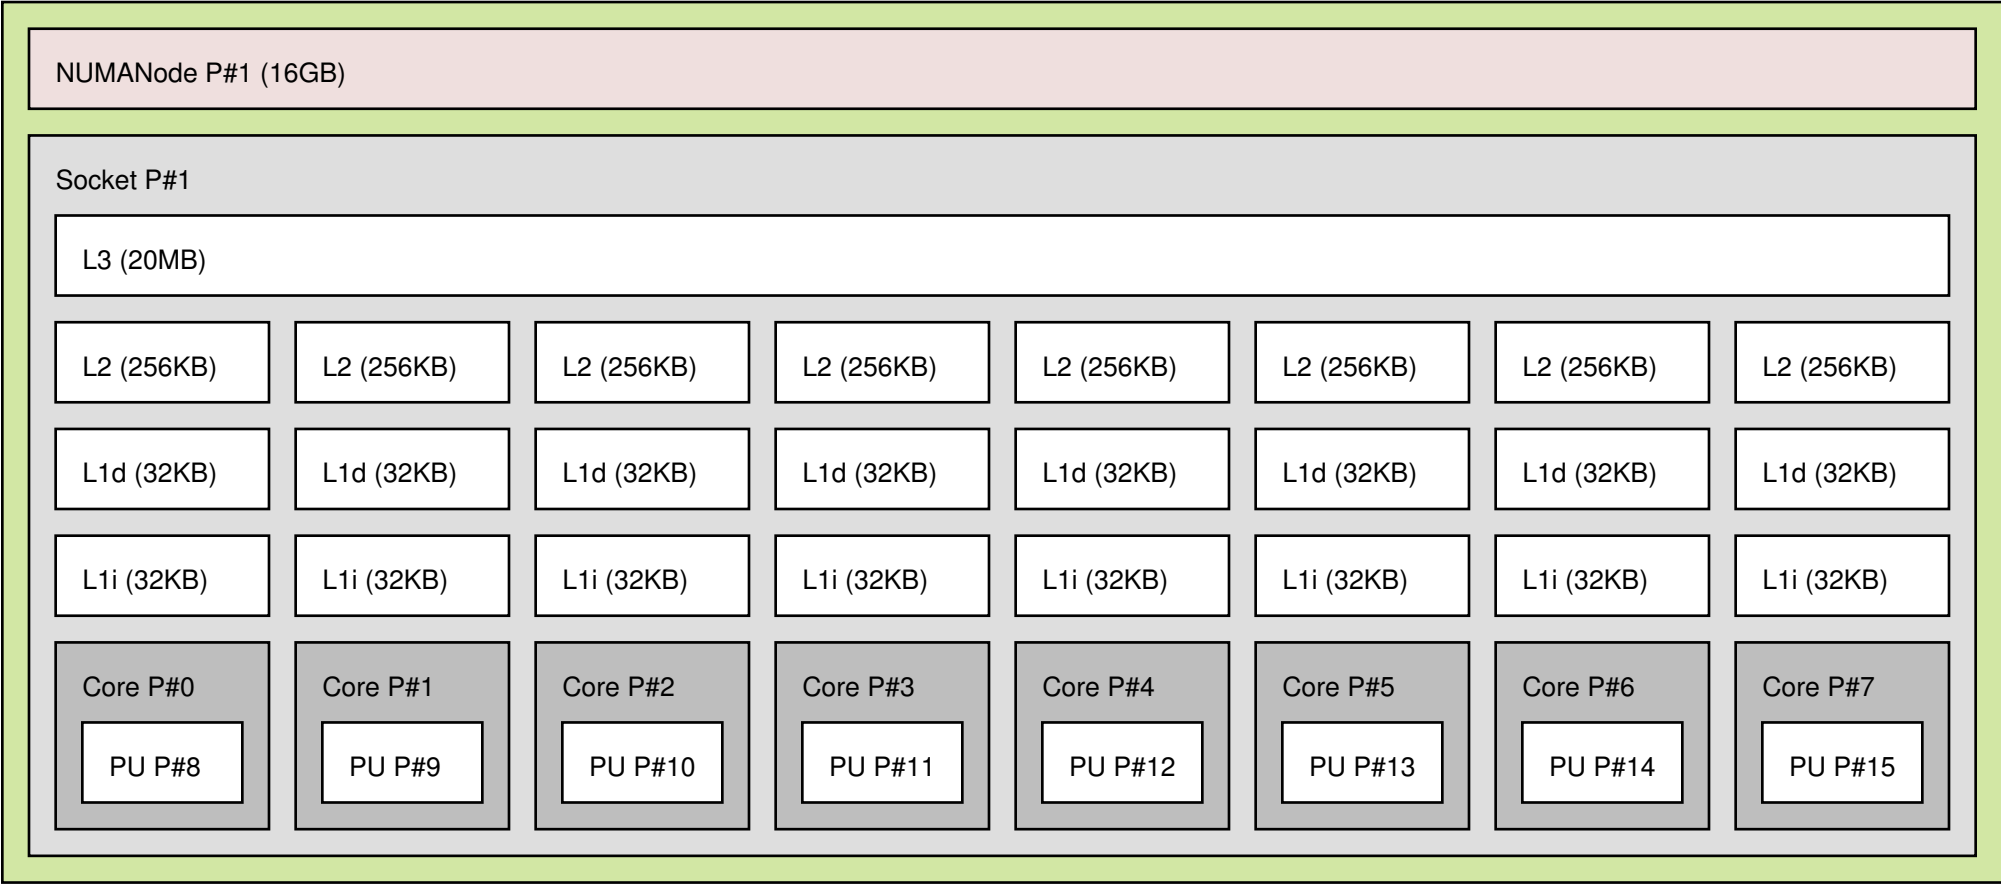 NUMANode P#1 (16GB)
Socket P#1
L3 (20MB)
L2 (256KB) L2 (256KB) L2 (256KB) L2 (256KB) L2 (256KB) L2 (256KB) L2 (256KB) L2 (256KB)
L1d (32KB) L1d (32KB) L1d (32KB) L1d (32KB) L1d (32KB) L1d (32KB) L1d (32KB) L1d (32KB)
L1i (32KB) L1i (32KB) L1i (32KB) L1i (32KB) L1i (32KB) L1i (32KB) L1i (32KB) L1i (32KB)
Core P#0 Core P#1 Core P#2 Core P#3 Core P#4 Core P#5 Core P#6 Core P#7
PU P#8 PU P#9 PU P#10 PU P#11 PU P#12 PU P#13 PU P#14 PU P#15